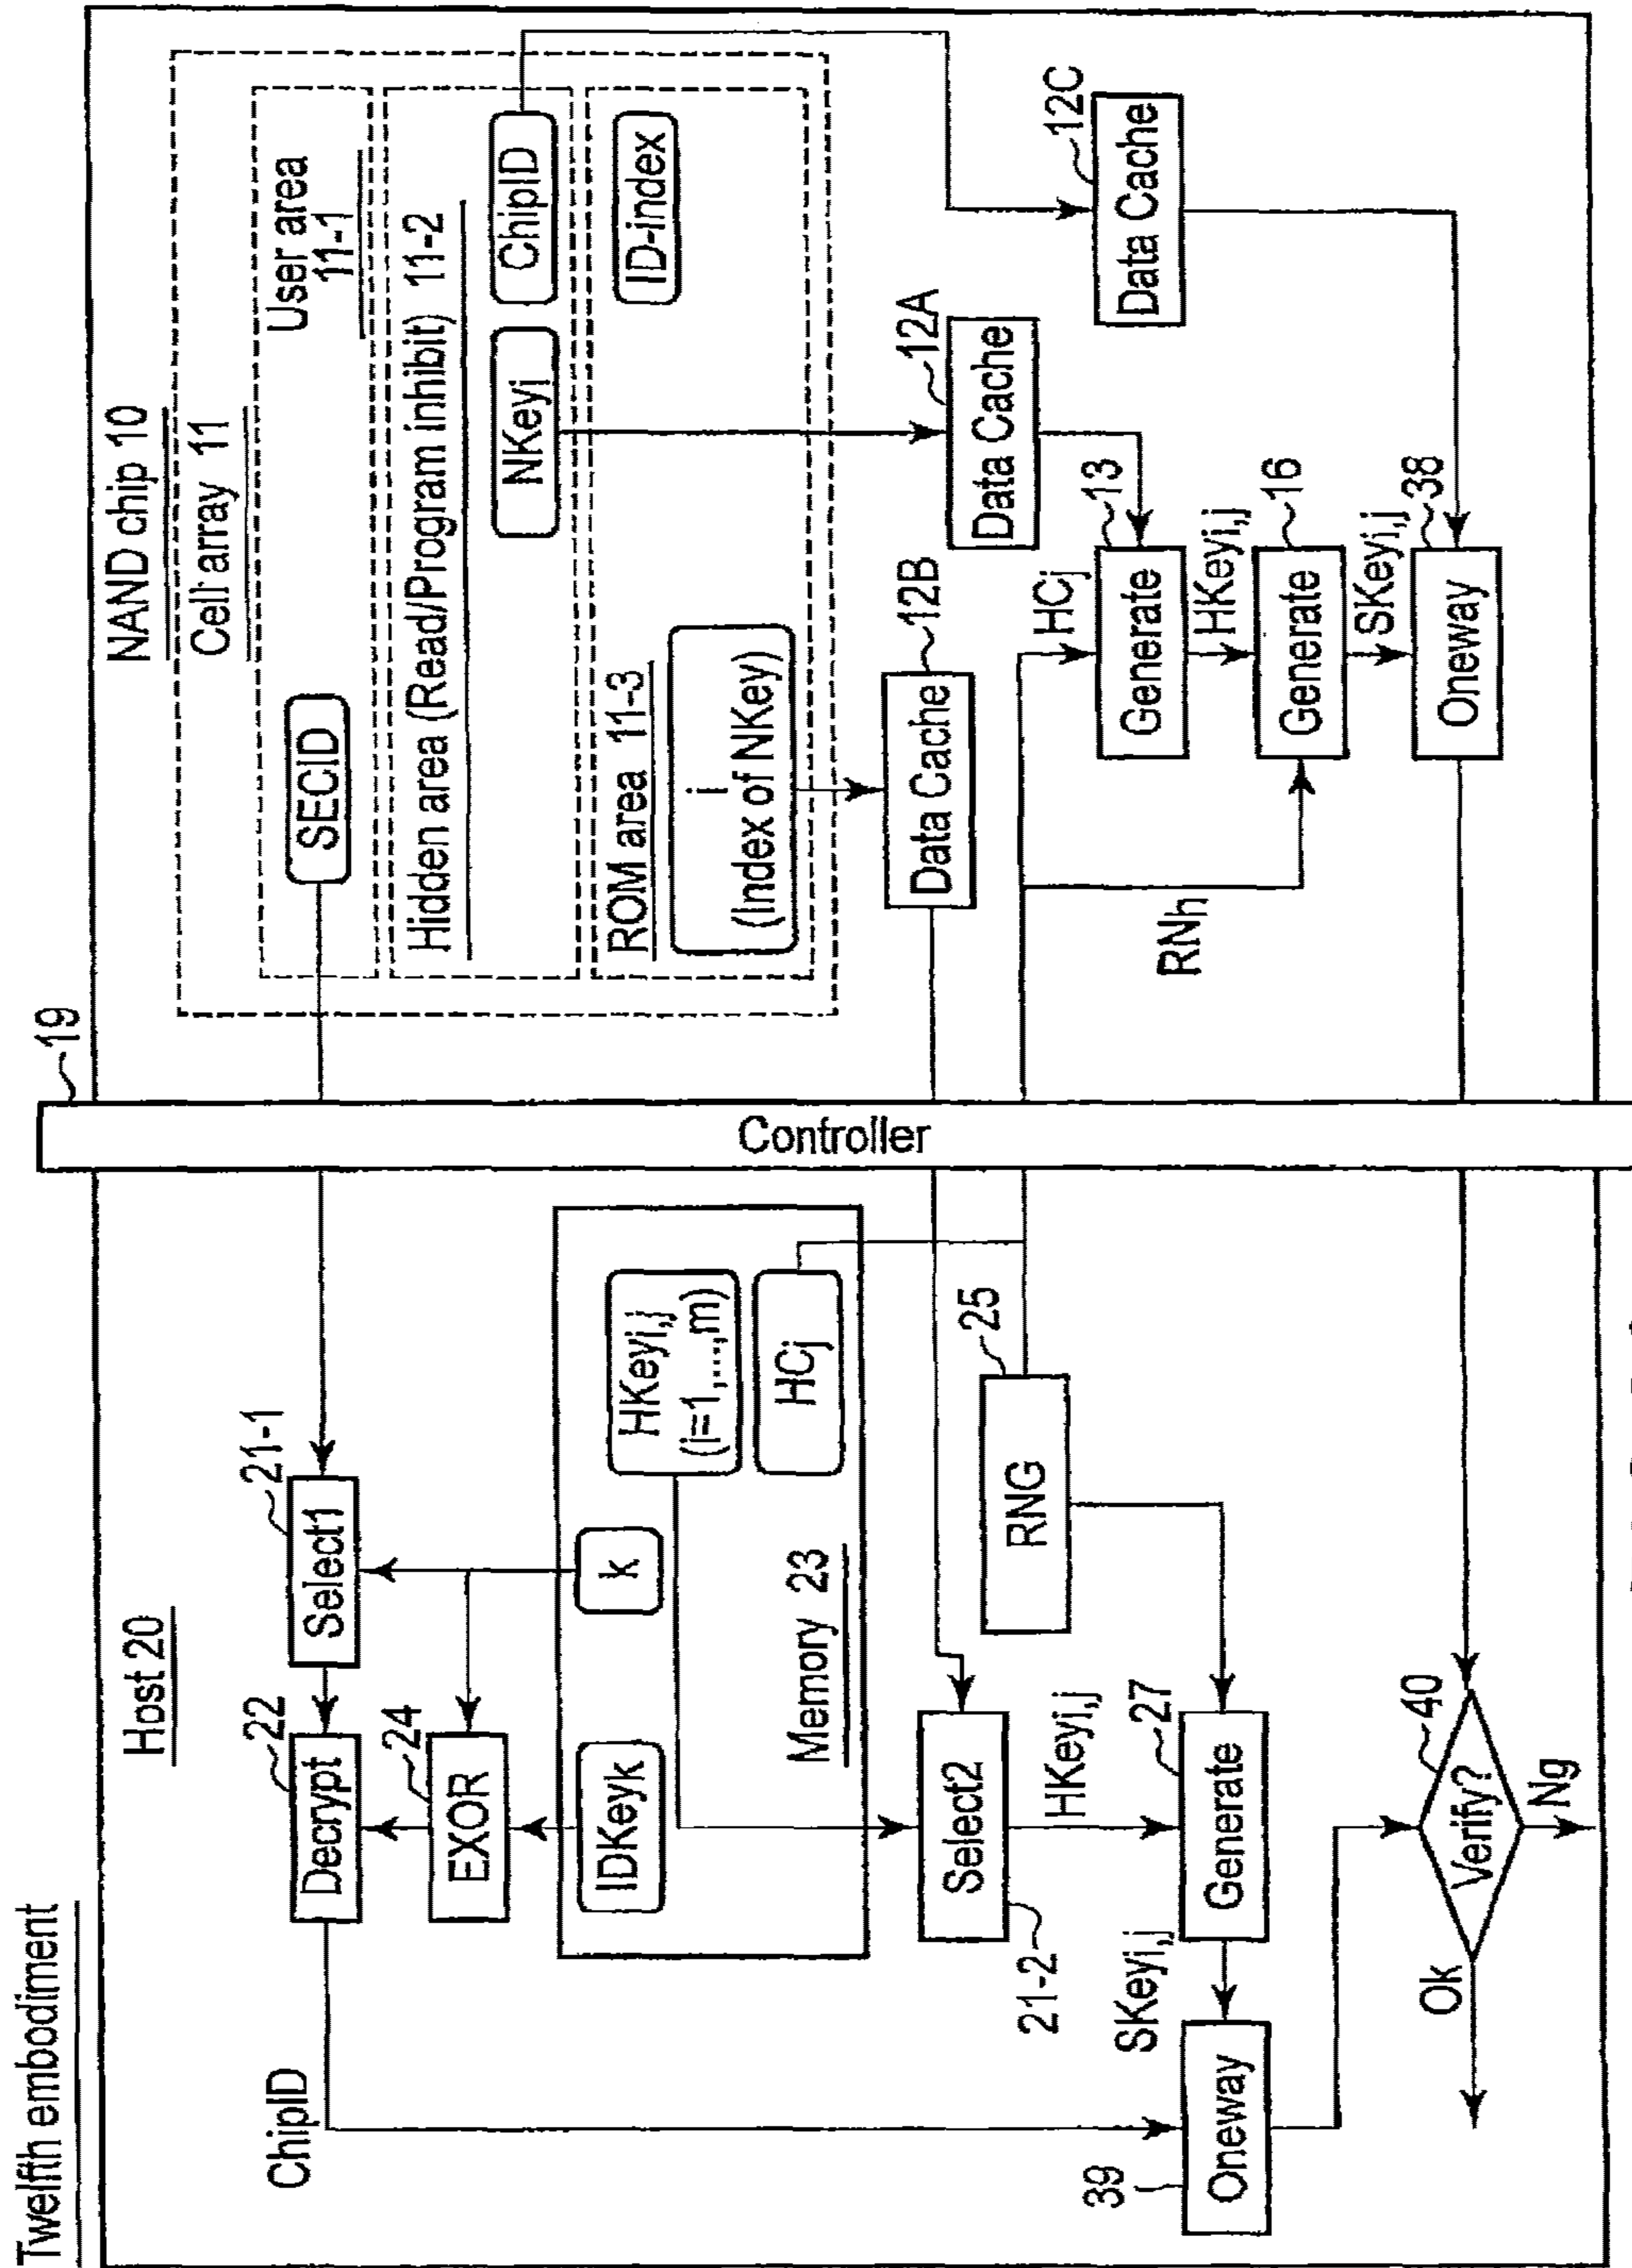 Twelfth embodiment
Host 20
NAND chip 10
19
Cell array 11
User area
11-1
SECID
Hidden area (Read/Program inhibit) 11-2
NKeyi
ChipID
ROM area 11-3
i
(Index of NKey)
ID-index
ChipID
22
Decrypt
21-1
Select1
24
EXOR
IDKeyk
k
HKeyi,j
(i=1,...,m)
HCj
Memory 23
Controller
12B
Data Cache
12A
Data Cache
12C
Data Cache
Select2
21-2
25
RNG
HKeyi,j
27
Generate
SKeyi,j
39
Oneway
HCj
13
Generate
HKeyi,j
RNh
16
Generate
SKeyi,j
38
Oneway
40
Verify?
Ok
Ng